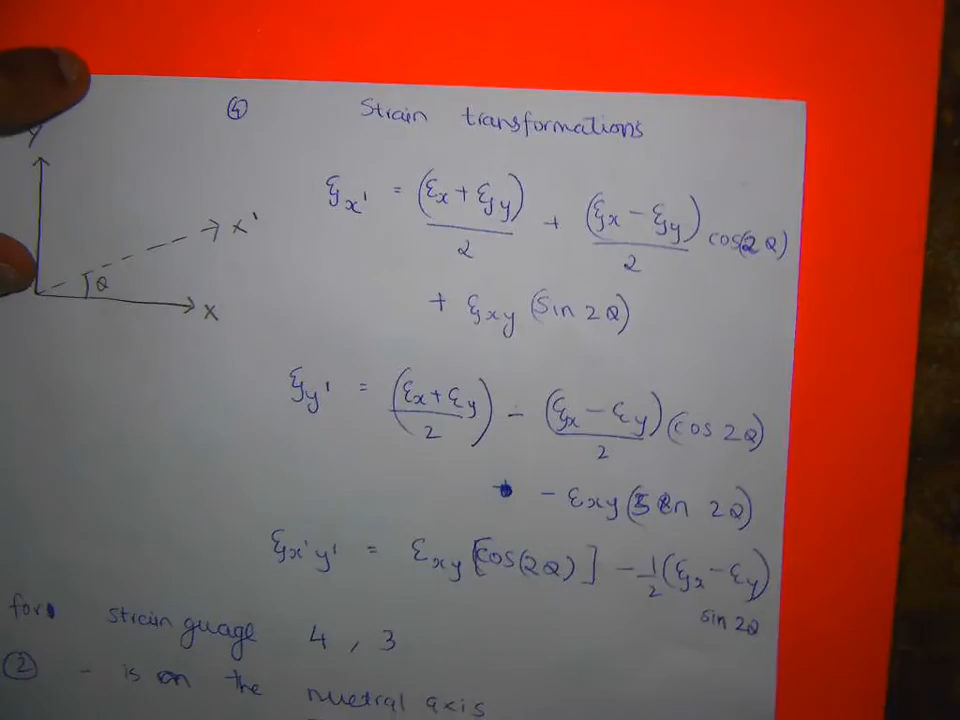 ④ Strain transformations
y
x'
θ
x
εx' = (εx + εy)/2 + (εx - εy)/2 cos(2θ)
+ εxy (Sin 2θ)
εy' = (εx + εy)/2 - (εx - εy)/2 (cos 2θ)
- εxy (sin 2θ)
εx'y' = εxy [cos(2θ)] - 1/2 (εx - εy)
sin 2θ
for strain guage 4, 3
② - is on the nuetral axis